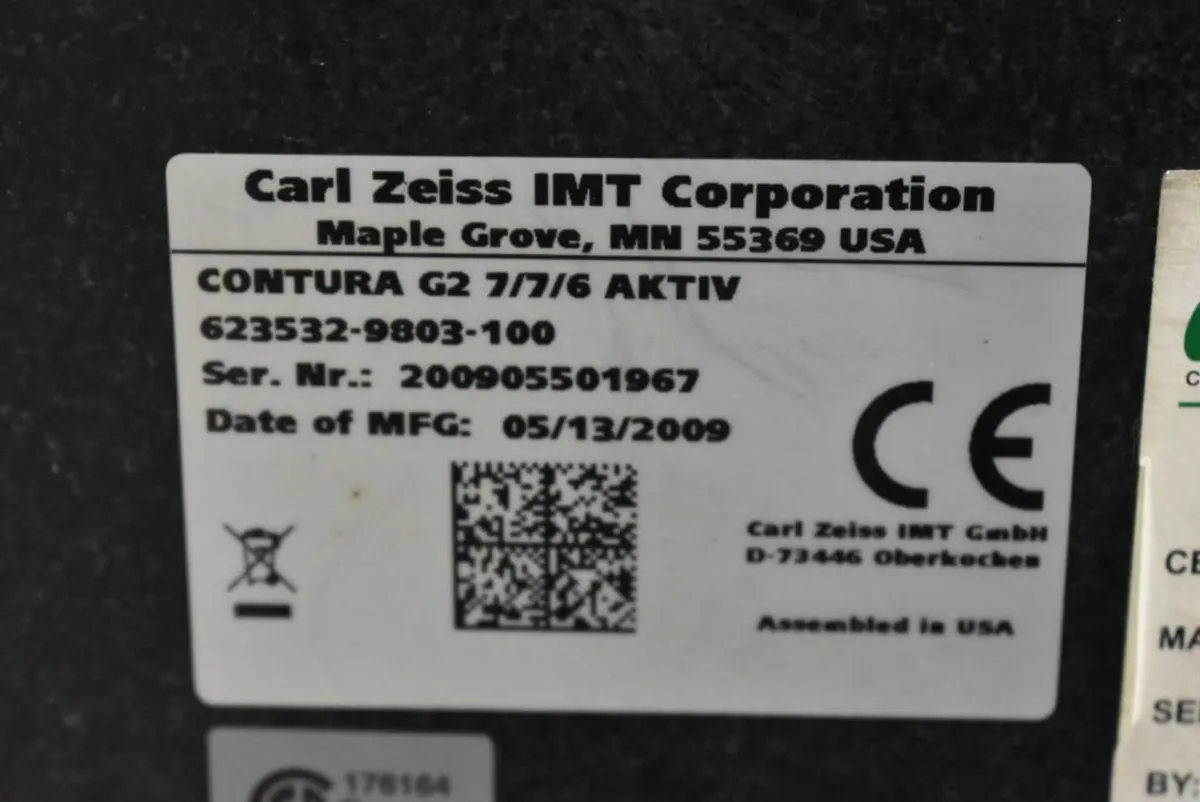 Carl Zeiss IMT Corporation
Maple Grove, MN 55369 USA
CONTURA G2 7/7/6 AKTIV
623532-9803-100
Ser. Nr.: 200905501967
Date of MFG: 05/13/2009
CE
Carl Zeiss IMT GmbH
D-73446 Oberkochen
Assembled in USA
176164
C
CE
MA
SE
BY: